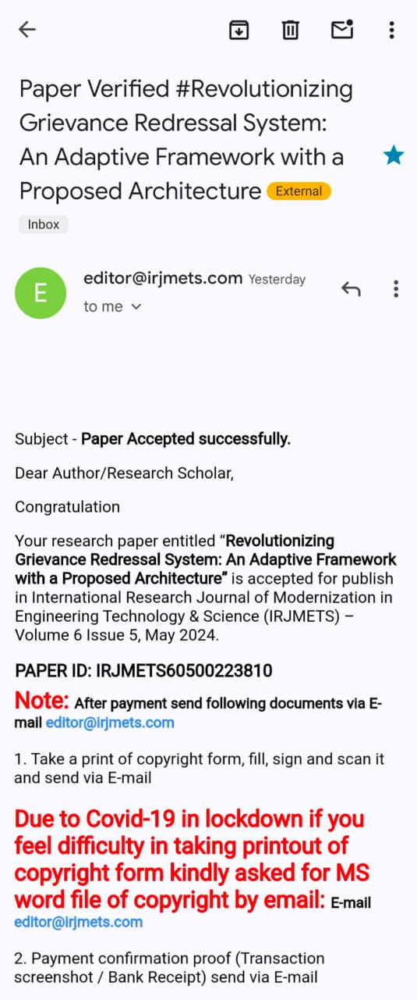 Paper Verified #Revolutionizing
Grievance Redressal System:
An Adaptive Framework with a
Proposed Architecture External
Inbox
E
editor@irjmets.com Yesterday
to me
Subject - Paper Accepted successfully.
Dear Author/Research Scholar,
Congratulation
Your research paper entitled “Revolutionizing
Grievance Redressal System: An Adaptive Framework
with a Proposed Architecture” is accepted for publish
in International Research Journal of Modernization in
Engineering Technology & Science (IRJMETS) –
Volume 6 Issue 5, May 2024.
PAPER ID: IRJMETS60500223810
Note: After payment send following documents via E-
mail editor@irjmets.com
1. Take a print of copyright form, fill, sign and scan it
and send via E-mail
Due to Covid-19 in lockdown if you
feel difficulty in taking printout of
copyright form kindly asked for MS
word file of copyright by email: E-mail
editor@irjmets.com
2. Payment confirmation proof (Transaction
screenshot / Bank Receipt) send via E-mail